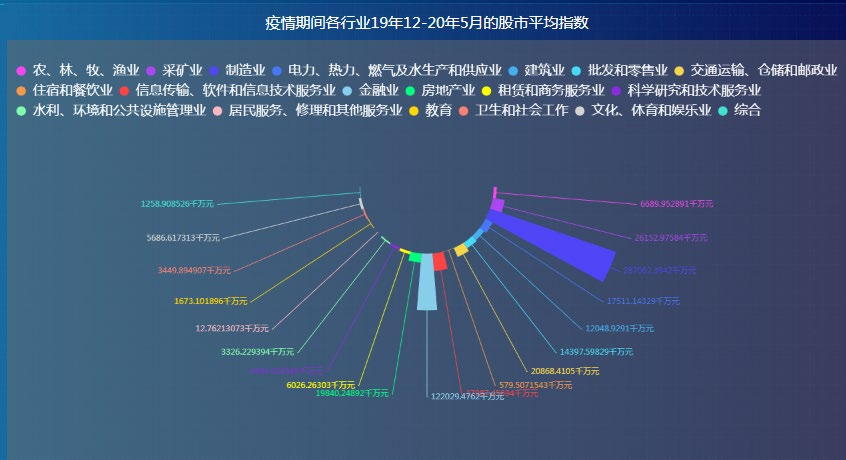 疫情期间各行业19年12-20年5月的股市平均指数
农、林、牧、渔业 采矿业 制造业 电力、热力、燃气及水生产和供应业 建筑业 批发和零售业 交通运输、仓储和邮政业
住宿和餐饮业 信息传输、软件和信息技术服务业 金融业 房地产业 租赁和商务服务业 科学研究和技术服务业
水利、环境和公共设施管理业 居民服务、修理和其他服务业 教育 卫生和社会工作 文化、体育和娱乐业 综合
1258.908526千万元 6689.952891千万元
5686.617313千万元 26152.97584千万元
3449.894907千万元
1673.101896千万元 17511.14329千万元
12.76213073千万元 12048.9291千万元
3326.229394千万元 14397.59829千万元
20868.4105千万元
6026.26303千万元 579.5071543千万元
19840.24892千万元 122029.4762千万元